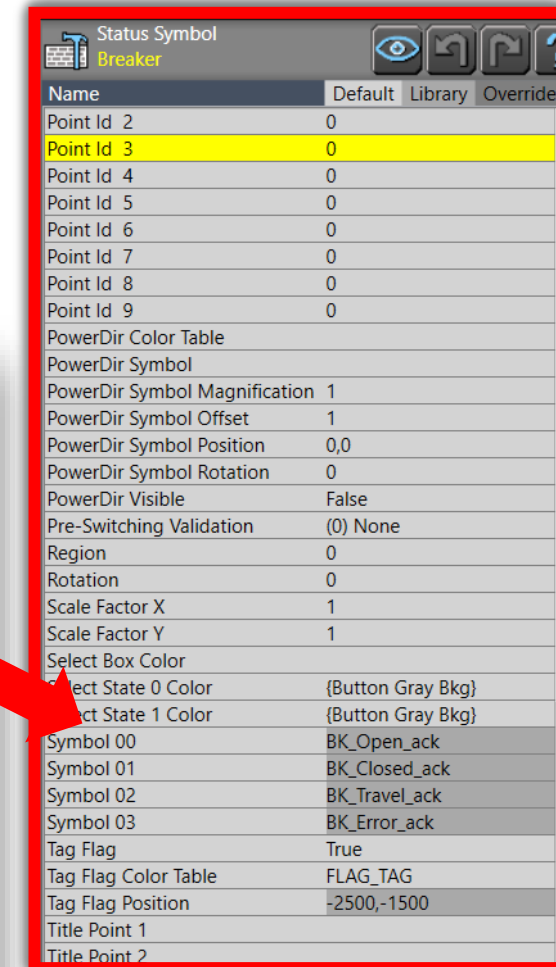 Status Symbol
Breaker
Name Default Library Override
Point Id 2 0
Point Id 3 0
Point Id 4 0
Point Id 5 0
Point Id 6 0
Point Id 7 0
Point Id 8 0
Point Id 9 0
PowerDir Color Table
PowerDir Symbol
PowerDir Symbol Magnification 1
PowerDir Symbol Offset 1
PowerDir Symbol Position 0,0
PowerDir Symbol Rotation 0
PowerDir Visible False
Pre-Switching Validation (0) None
Region 0
Rotation 0
Scale Factor X 1
Scale Factor Y 1
Select Box Color
State 0 Color {Button Gray Bkg}
State 1 Color {Button Gray Bkg}
Symbol 00 BK_Open_ack
Symbol 01 BK_Closed_ack
Symbol 02 BK_Travel_ack
Symbol 03 BK_Error_ack
Tag Flag True
Tag Flag Color Table FLAG_TAG
Tag Flag Position -2500,-1500
Title Point 1
Title Point 2